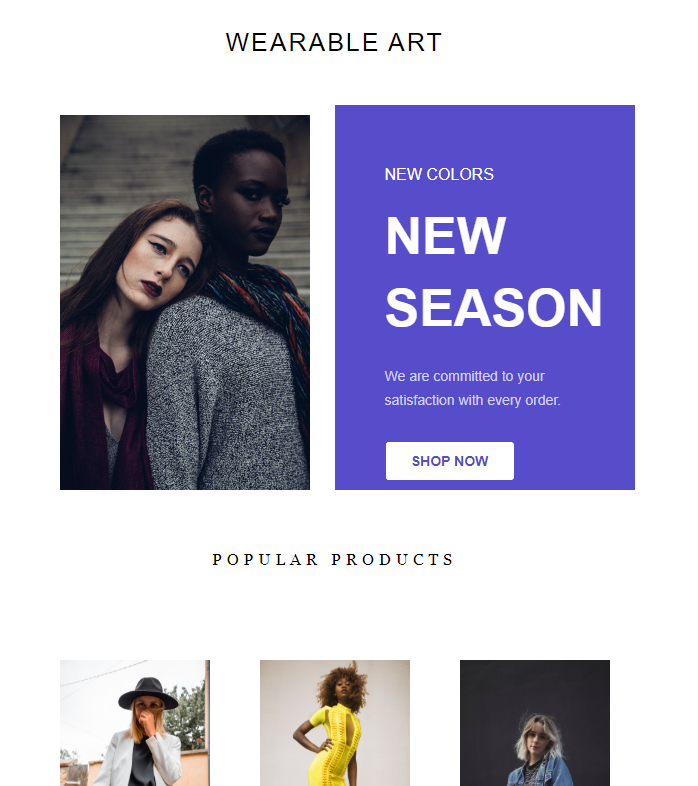 WEARABLE ART
NEW COLORS
NEW
SEASON
We are committed to your
satisfaction with every order.
SHOP NOW
POPULAR PRODUCTS